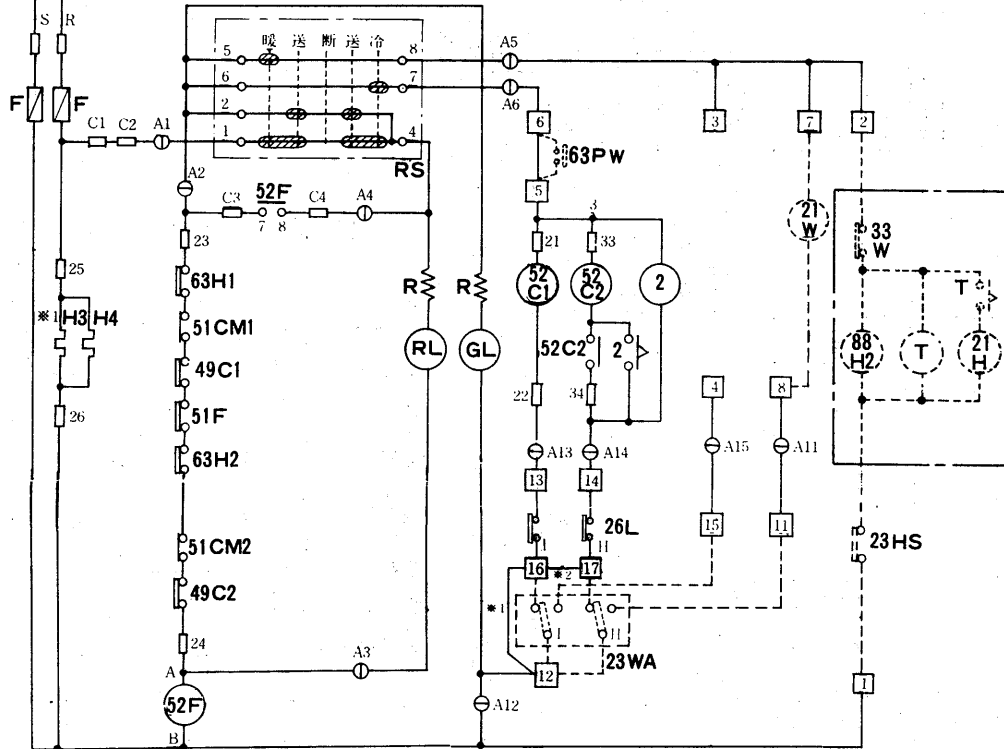 S R
暖 送 断 送 冷
5 8 A5
F F
6 7 A6
2
C1 C2 A1 1 4
RS
6 3 7 2
63PW
A2
5
C3 52F C4 A4
7 8
3
21 W
23
21 33
33 W
25
63H1
R R
52 C1
52 C2
2
T
※1 H3 H4
51CM1
RL GL
52C2 2
88 H2
T
21 H
49C1
22 34
4 8
26
51F
63H2
A13 A14 A15 A11
13 14
51CM2
26L
15 11
23HS
I II
49C2
16 ※2 17
※1
I II
24
23WA
A A3
12
1
52F
A12
B